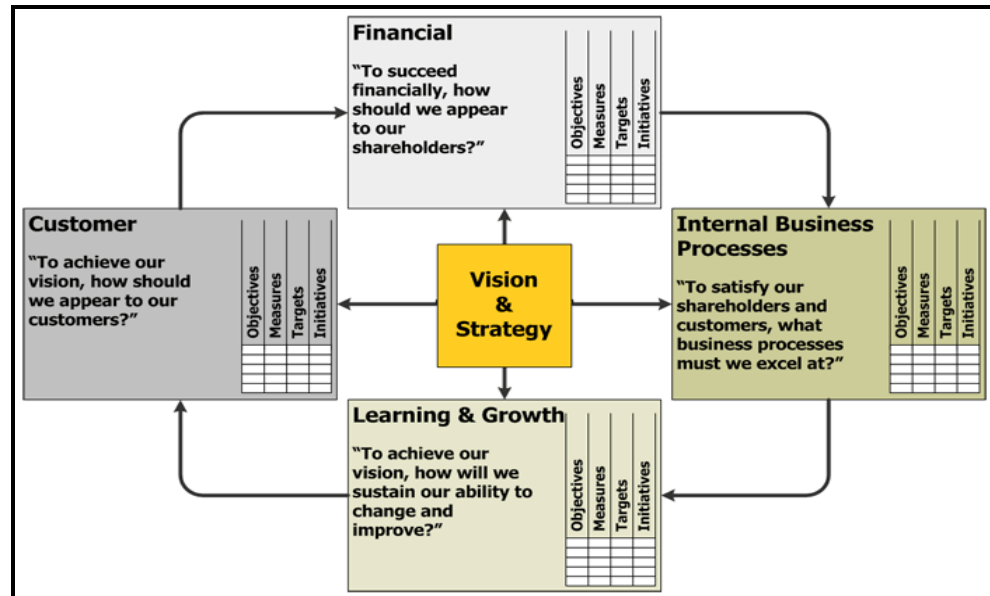 Financial
“To succeed
financially, how
should we appear
to our
shareholders?”
Objectives
Measures
Targets
Initiatives
Customer
“To achieve our
vision, how should
we appear to our
customers?”
Objectives
Measures
Targets
Initiatives
Vision
&
Strategy
Internal Business
Processes
“To satisfy our
shareholders and
customers, what
business processes
must we excel at?”
Objectives
Measures
Targets
Initiatives
Learning & Growth
“To achieve our
vision, how will we
sustain our ability to
change and
improve?”
Objectives
Measures
Targets
Initiatives